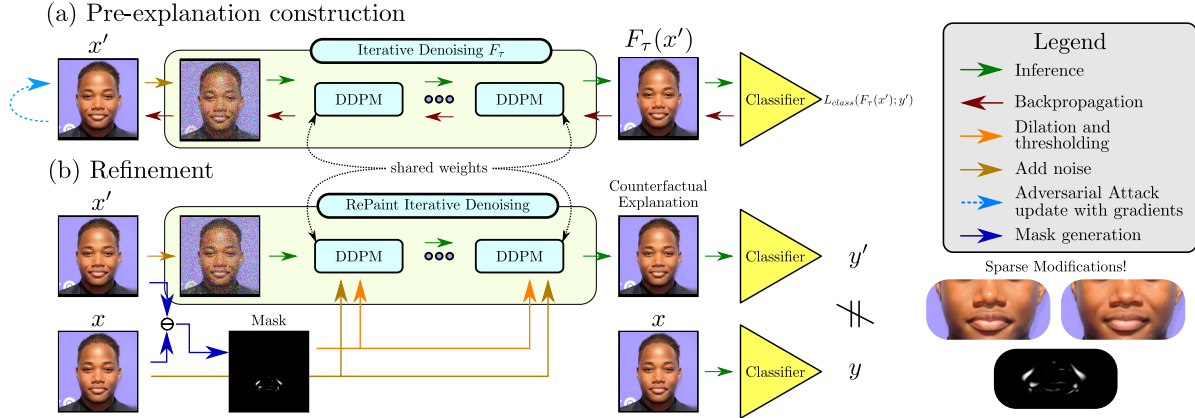 (a) Pre-explanation construction
x′
Iterative Denoising F_τ
F_τ(x′)
DDPM
DDPM
Classifier
L_class(F_τ(x′); y′)
shared weights
(b) Refinement
x′
RePaint Iterative Denoising
Counterfactual
Explanation
DDPM
DDPM
Classifier
y′
x
Mask
x
Classifier
y
Legend
Inference
Backpropagation
Dilation and
thresholding
Add noise
Adversarial Attack
update with gradients
Mask generation
Sparse Modifications!